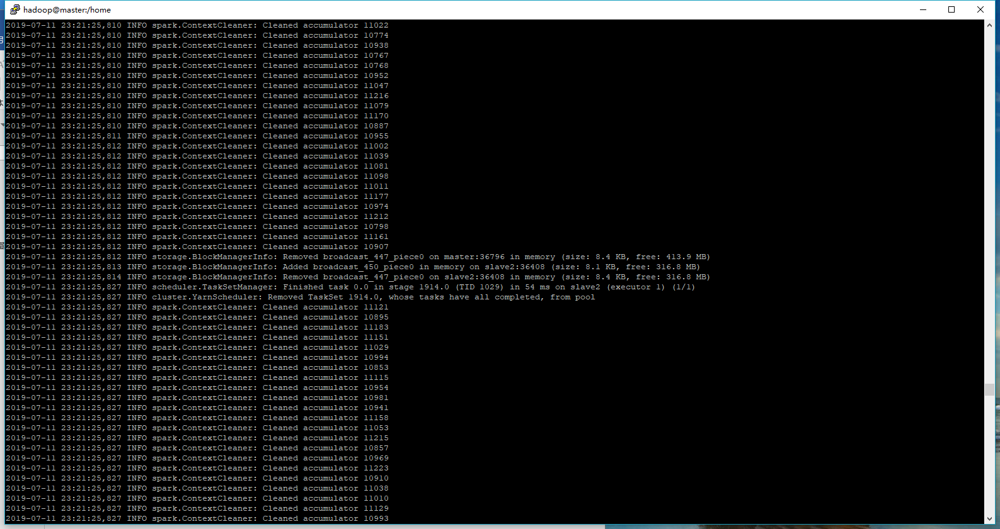 hadoop@master:/home
2019-07-11 23:21:25,810 INFO spark.ContextCleaner: Cleaned accumulator 11022
2019-07-11 23:21:25,810 INFO spark.ContextCleaner: Cleaned accumulator 10774
2019-07-11 23:21:25,810 INFO spark.ContextCleaner: Cleaned accumulator 10938
2019-07-11 23:21:25,810 INFO spark.ContextCleaner: Cleaned accumulator 10767
2019-07-11 23:21:25,810 INFO spark.ContextCleaner: Cleaned accumulator 10768
2019-07-11 23:21:25,810 INFO spark.ContextCleaner: Cleaned accumulator 10952
2019-07-11 23:21:25,810 INFO spark.ContextCleaner: Cleaned accumulator 11047
2019-07-11 23:21:25,810 INFO spark.ContextCleaner: Cleaned accumulator 11216
2019-07-11 23:21:25,810 INFO spark.ContextCleaner: Cleaned accumulator 11079
2019-07-11 23:21:25,810 INFO spark.ContextCleaner: Cleaned accumulator 11170
2019-07-11 23:21:25,810 INFO spark.ContextCleaner: Cleaned accumulator 10887
2019-07-11 23:21:25,811 INFO spark.ContextCleaner: Cleaned accumulator 10955
2019-07-11 23:21:25,812 INFO spark.ContextCleaner: Cleaned accumulator 11002
2019-07-11 23:21:25,812 INFO spark.ContextCleaner: Cleaned accumulator 11039
2019-07-11 23:21:25,812 INFO spark.ContextCleaner: Cleaned accumulator 11081
2019-07-11 23:21:25,812 INFO spark.ContextCleaner: Cleaned accumulator 11098
2019-07-11 23:21:25,812 INFO spark.ContextCleaner: Cleaned accumulator 11011
2019-07-11 23:21:25,812 INFO spark.ContextCleaner: Cleaned accumulator 11177
2019-07-11 23:21:25,812 INFO spark.ContextCleaner: Cleaned accumulator 10974
2019-07-11 23:21:25,812 INFO spark.ContextCleaner: Cleaned accumulator 11212
2019-07-11 23:21:25,812 INFO spark.ContextCleaner: Cleaned accumulator 10798
2019-07-11 23:21:25,812 INFO spark.ContextCleaner: Cleaned accumulator 11161
2019-07-11 23:21:25,812 INFO spark.ContextCleaner: Cleaned accumulator 10907
2019-07-11 23:21:25,812 INFO storage.BlockManagerInfo: Removed broadcast_447_piece0 on master:36796 in memory (size: 8.4 KB, free: 413.9 MB)
2019-07-11 23:21:25,813 INFO storage.BlockManagerInfo: Added broadcast_450_piece0 in memory on slave2:36408 (size: 8.1 KB, free: 316.8 MB)
2019-07-11 23:21:25,814 INFO storage.BlockManagerInfo: Removed broadcast_447_piece0 on slave2:36408 in memory (size: 8.4 KB, free: 316.8 MB)
2019-07-11 23:21:25,827 INFO scheduler.TaskSetManager: Finished task 0.0 in stage 1914.0 (TID 1029) in 54 ms on slave2 (executor 1) (1/1)
2019-07-11 23:21:25,827 INFO cluster.YarnScheduler: Removed TaskSet 1914.0, whose tasks have all completed, from pool
2019-07-11 23:21:25,827 INFO spark.ContextCleaner: Cleaned accumulator 11121
2019-07-11 23:21:25,827 INFO spark.ContextCleaner: Cleaned accumulator 10895
2019-07-11 23:21:25,827 INFO spark.ContextCleaner: Cleaned accumulator 11183
2019-07-11 23:21:25,827 INFO spark.ContextCleaner: Cleaned accumulator 11151
2019-07-11 23:21:25,827 INFO spark.ContextCleaner: Cleaned accumulator 11029
2019-07-11 23:21:25,827 INFO spark.ContextCleaner: Cleaned accumulator 10994
2019-07-11 23:21:25,827 INFO spark.ContextCleaner: Cleaned accumulator 10853
2019-07-11 23:21:25,827 INFO spark.ContextCleaner: Cleaned accumulator 11115
2019-07-11 23:21:25,827 INFO spark.ContextCleaner: Cleaned accumulator 10954
2019-07-11 23:21:25,827 INFO spark.ContextCleaner: Cleaned accumulator 10981
2019-07-11 23:21:25,827 INFO spark.ContextCleaner: Cleaned accumulator 10941
2019-07-11 23:21:25,827 INFO spark.ContextCleaner: Cleaned accumulator 11158
2019-07-11 23:21:25,827 INFO spark.ContextCleaner: Cleaned accumulator 11053
2019-07-11 23:21:25,827 INFO spark.ContextCleaner: Cleaned accumulator 11215
2019-07-11 23:21:25,827 INFO spark.ContextCleaner: Cleaned accumulator 10857
2019-07-11 23:21:25,827 INFO spark.ContextCleaner: Cleaned accumulator 10969
2019-07-11 23:21:25,827 INFO spark.ContextCleaner: Cleaned accumulator 11223
2019-07-11 23:21:25,827 INFO spark.ContextCleaner: Cleaned accumulator 10910
2019-07-11 23:21:25,827 INFO spark.ContextCleaner: Cleaned accumulator 11038
2019-07-11 23:21:25,827 INFO spark.ContextCleaner: Cleaned accumulator 11010
2019-07-11 23:21:25,827 INFO spark.ContextCleaner: Cleaned accumulator 11129
2019-07-11 23:21:25,827 INFO spark.ContextCleaner: Cleaned accumulator 10993